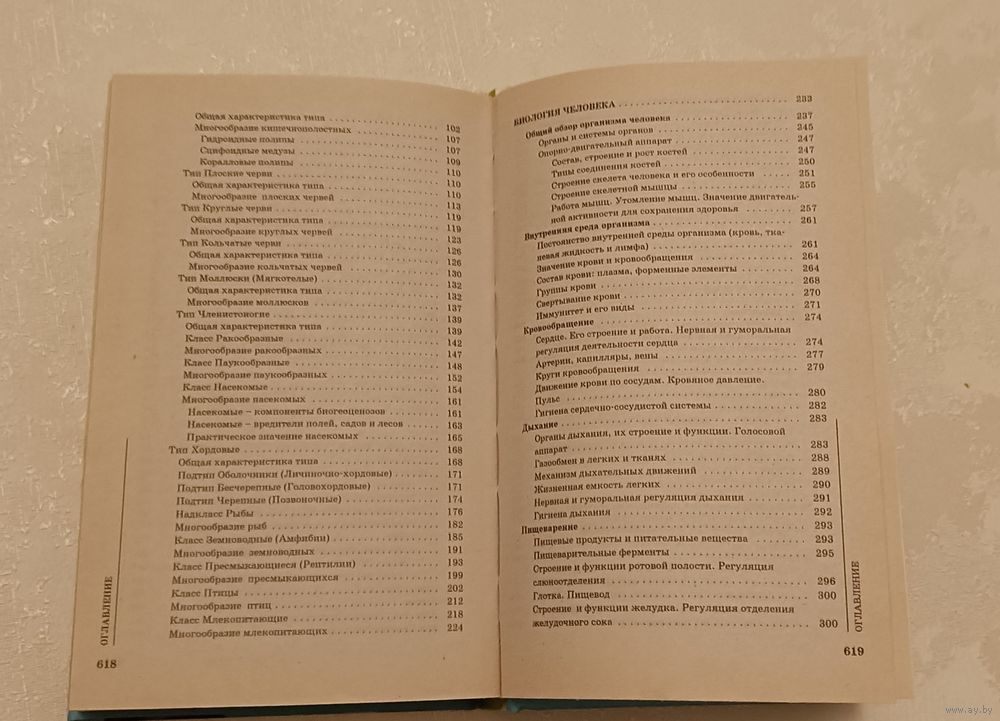 Общая характеристика типа 102
Многообразие кишечнополостных 107
Гидроидные полипы 107
Сцифоидные медузы 109
Коралловые полипы 110
Тип Плоские черви 110
Общая характеристика типа 110
Многообразие плоских червей 113
Тип Круглые черви 119
Общая характеристика типа 119
Многообразие круглых червей 123
Тип Кольчатые черви 126
Общая характеристика типа 126
Многообразие кольчатых червей 130
Тип Моллюски (Мягкотелые) 132
Общая характеристика типа 132
Многообразие моллюсков 137
Тип Членистоногие 139
Общая характеристика типа 139
Класс Ракообразные 142
Многообразие ракообразных 147
Класс Паукообразные 148
Многообразие паукообразных 152
Класс Насекомые 154
Многообразие насекомых 161
Насекомые – компоненты биогеоценозов 161
Насекомые – вредители полей, садов и лесов 163
Практическое значение насекомых 165
Тип Хордовые 168
Общая характеристика типа 168
Подтип Оболочники (Личиночно-хордовые) 171
Подтип Бесчерепные (Головохордовые) 171
Подтип Черепные (Позвоночные) 174
Надкласс Рыбы 176
Многообразие рыб 182
Класс Земноводные (Амфибии) 185
Многообразие земноводных 191
Класс Пресмыкающиеся (Рептилии) 193
Многообразие пресмыкающихся 199
Класс Птицы 202
Многообразие птиц 212
Класс Млекопитающие 218
Многообразие млекопитающих 224
ОГЛАВЛЕНИЕ
618
БИОЛОГИЯ ЧЕЛОВЕКА 233
Общий обзор организма человека 237
Органы и системы органов 245
Опорно-двигательный аппарат 247
Состав, строение и рост костей 247
Типы соединения костей 250
Строение скелета человека и его особенности 251
Строение скелетной мышцы 255
Работа мышц. Утомление мышц. Значение двигатель-
ной активности для сохранения здоровья 257
Внутренняя среда организма 261
Постоянство внутренней среды организма (кровь, тка-
невая жидкость и лимфа) 261
Значение крови и кровообращения 264
Состав крови: плазма, форменные элементы 264
Группы крови 268
Свертывание крови 270
Иммунитет и его виды 271
Кровообращение 274
Сердце. Его строение и работа. Нервная и гуморальная
регуляция деятельности сердца 274
Артерии, капилляры, вены 277
Круги кровообращения 279
Движение крови по сосудам. Кровяное давление.
Пульс 280
Гигиена сердечно-сосудистой системы 282
Дыхание 283
Органы дыхания, их строение и функции. Голосовой
аппарат 283
Газообмен в легких и тканях 288
Механизм дыхательных движений 289
Жизненная емкость легких 290
Нервная и гуморальная регуляция дыхания 291
Гигиена дыхания 292
Пищеварение 293
Пищевые продукты и питательные вещества 293
Пищеварительные ферменты 295
Строение и функции ротовой полости. Регуляция
слюноотделения 296
Глотка. Пищевод 300
Строение и функции желудка. Регуляция отделения
желудочного сока 300
ОГЛАВЛЕНИЕ
619
www.ay.by